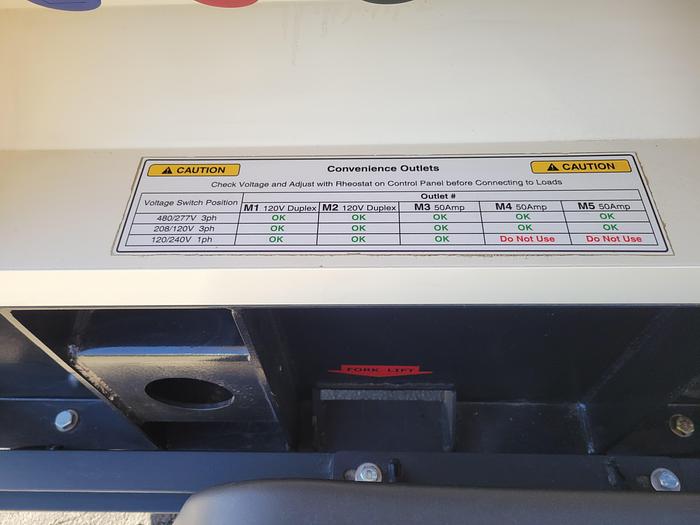 CAUTION Convenience Outlets CAUTION
Check Voltage and Adjust with Rheostat on Control Panel before Connecting to Loads
Voltage Switch Position Outlet #
M1 120V Duplex M2 120V Duplex M3 50Amp M4 50Amp M5 50Amp
480/277V 3ph OK OK OK OK OK
208/120V 3ph OK OK OK OK OK
120/240V 1ph OK OK OK Do Not Use Do Not Use
FORK LIFT